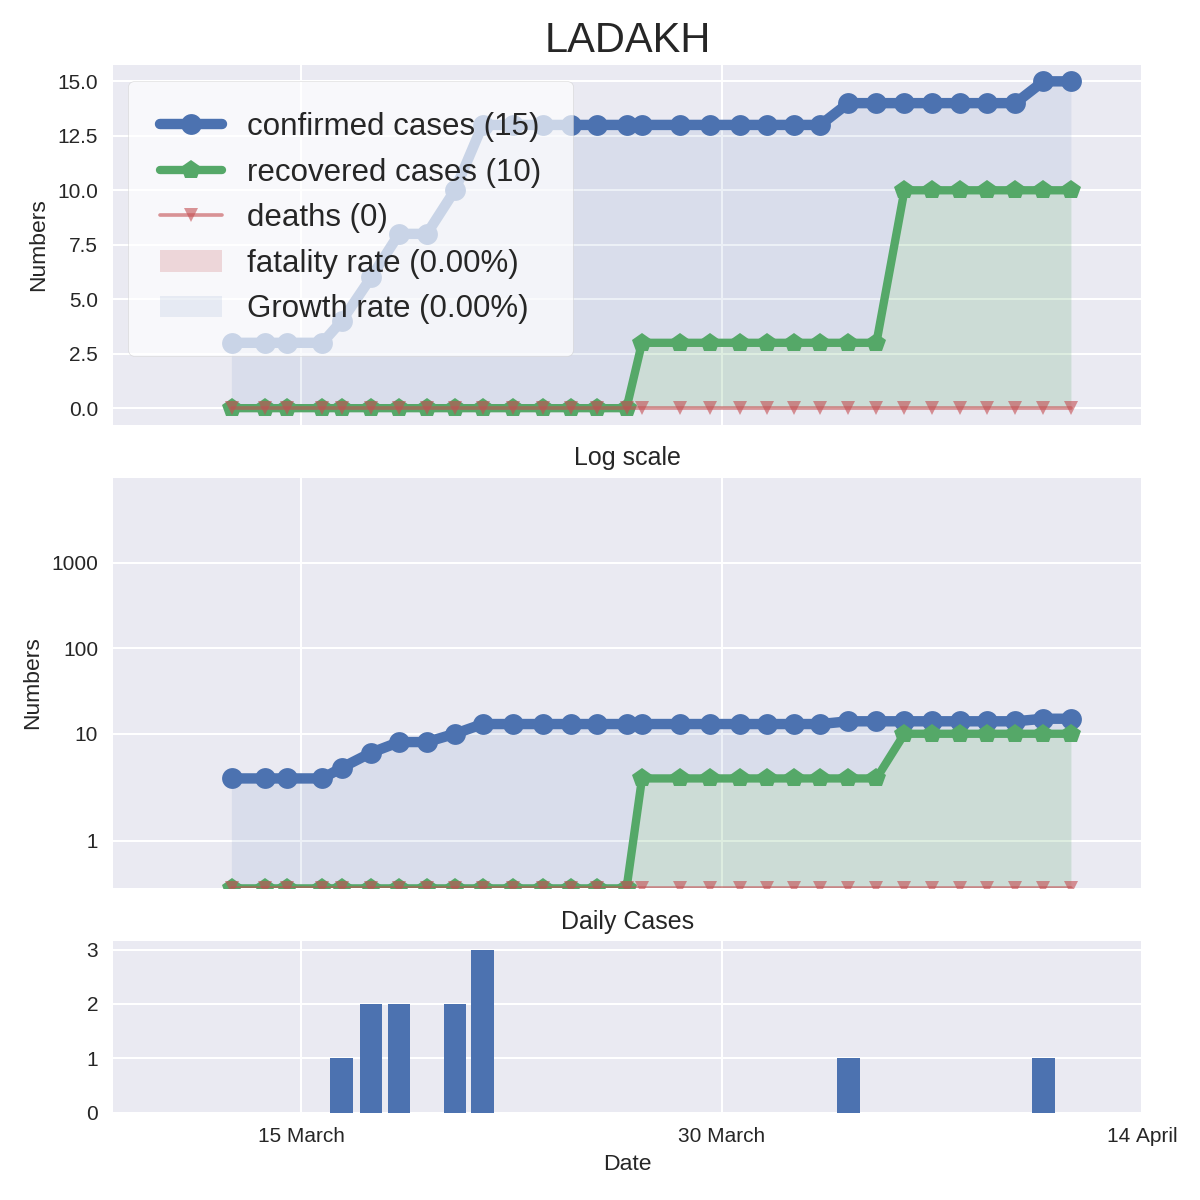 LADAKH
15.0
12.5
10.0
7.5
5.0
2.5
0.0
Numbers
confirmed cases (15)
recovered cases (10)
deaths (0)
fatality rate (0.00%)
Growth rate (0.00%)
Log scale
1000
100
10
1
Numbers
Daily Cases
3
2
1
0
15 March
30 March
14 April
Date